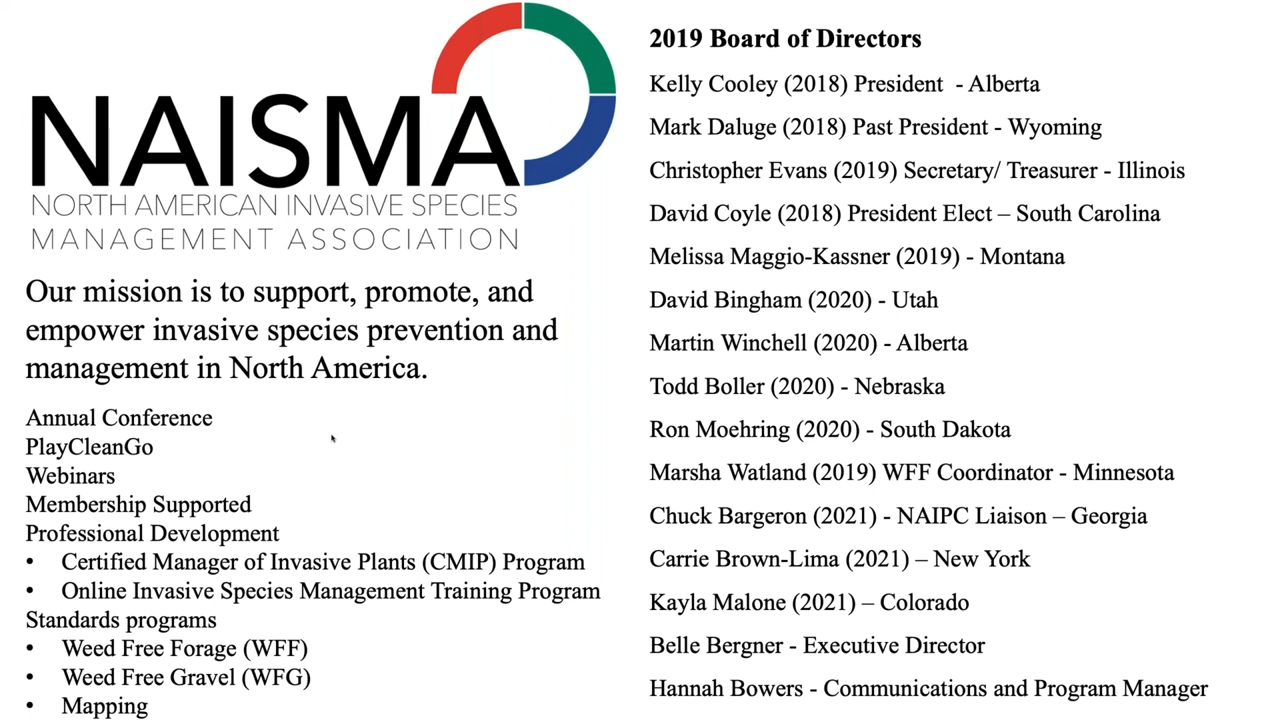 NAISMA
NORTH AMERICAN INVASIVE SPECIES
MANAGEMENT ASSOCIATION
Our mission is to support, promote, and
empower invasive species prevention and
management in North America.
Annual Conference
PlayCleanGo
Webinars
Membership Supported
Professional Development
• Certified Manager of Invasive Plants (CMIP) Program
• Online Invasive Species Management Training Program
Standards programs
• Weed Free Forage (WFF)
• Weed Free Gravel (WFG)
• Mapping
2019 Board of Directors
Kelly Cooley (2018) President  - Alberta
Mark Daluge (2018) Past President - Wyoming
Christopher Evans (2019) Secretary/ Treasurer - Illinois
David Coyle (2018) President Elect – South Carolina
Melissa Maggio-Kassner (2019) - Montana
David Bingham (2020) - Utah
Martin Winchell (2020) - Alberta
Todd Boller (2020) - Nebraska
Ron Moehring (2020) - South Dakota
Marsha Watland (2019) WFF Coordinator - Minnesota
Chuck Bargeron (2021) - NAIPC Liaison – Georgia
Carrie Brown-Lima (2021) – New York
Kayla Malone (2021) – Colorado
Belle Bergner - Executive Director
Hannah Bowers - Communications and Program Manager